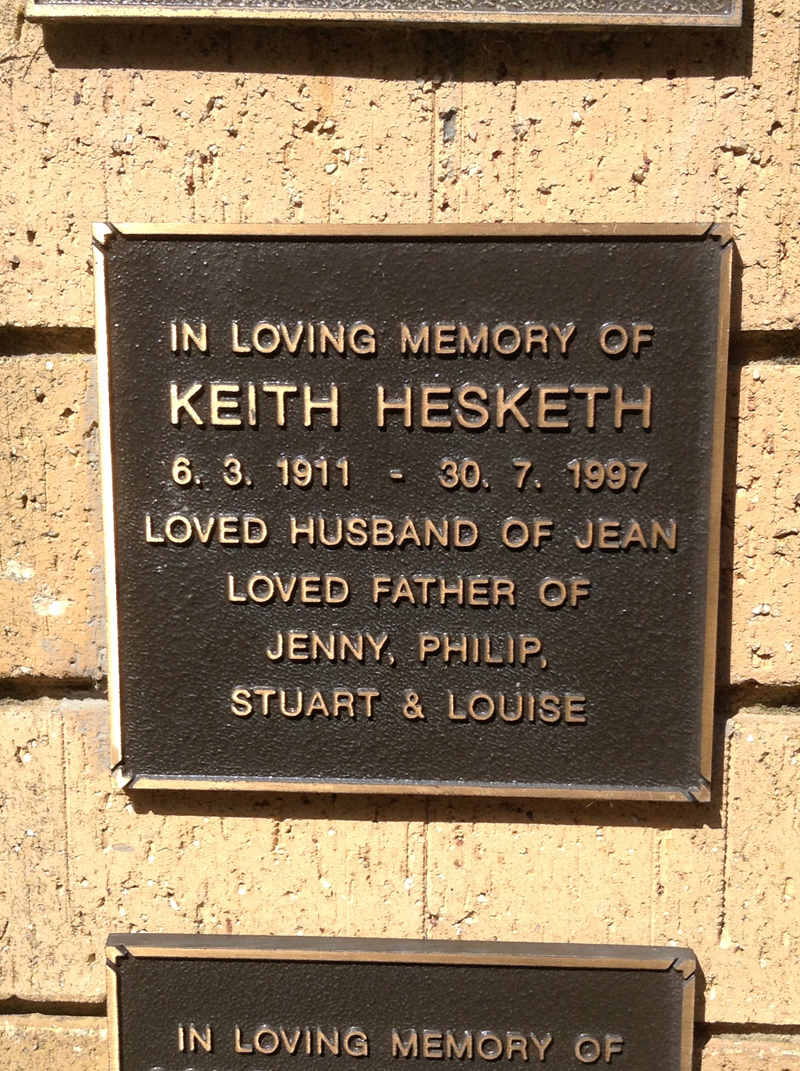 IN LOVING MEMORY OF
KEITH HESKETH
6. 3. 1911 - 30. 7. 1997
LOVED HUSBAND OF JEAN
LOVED FATHER OF
JENNY, PHILIP,
STUART & LOUISE
IN LOVING MEMORY OF